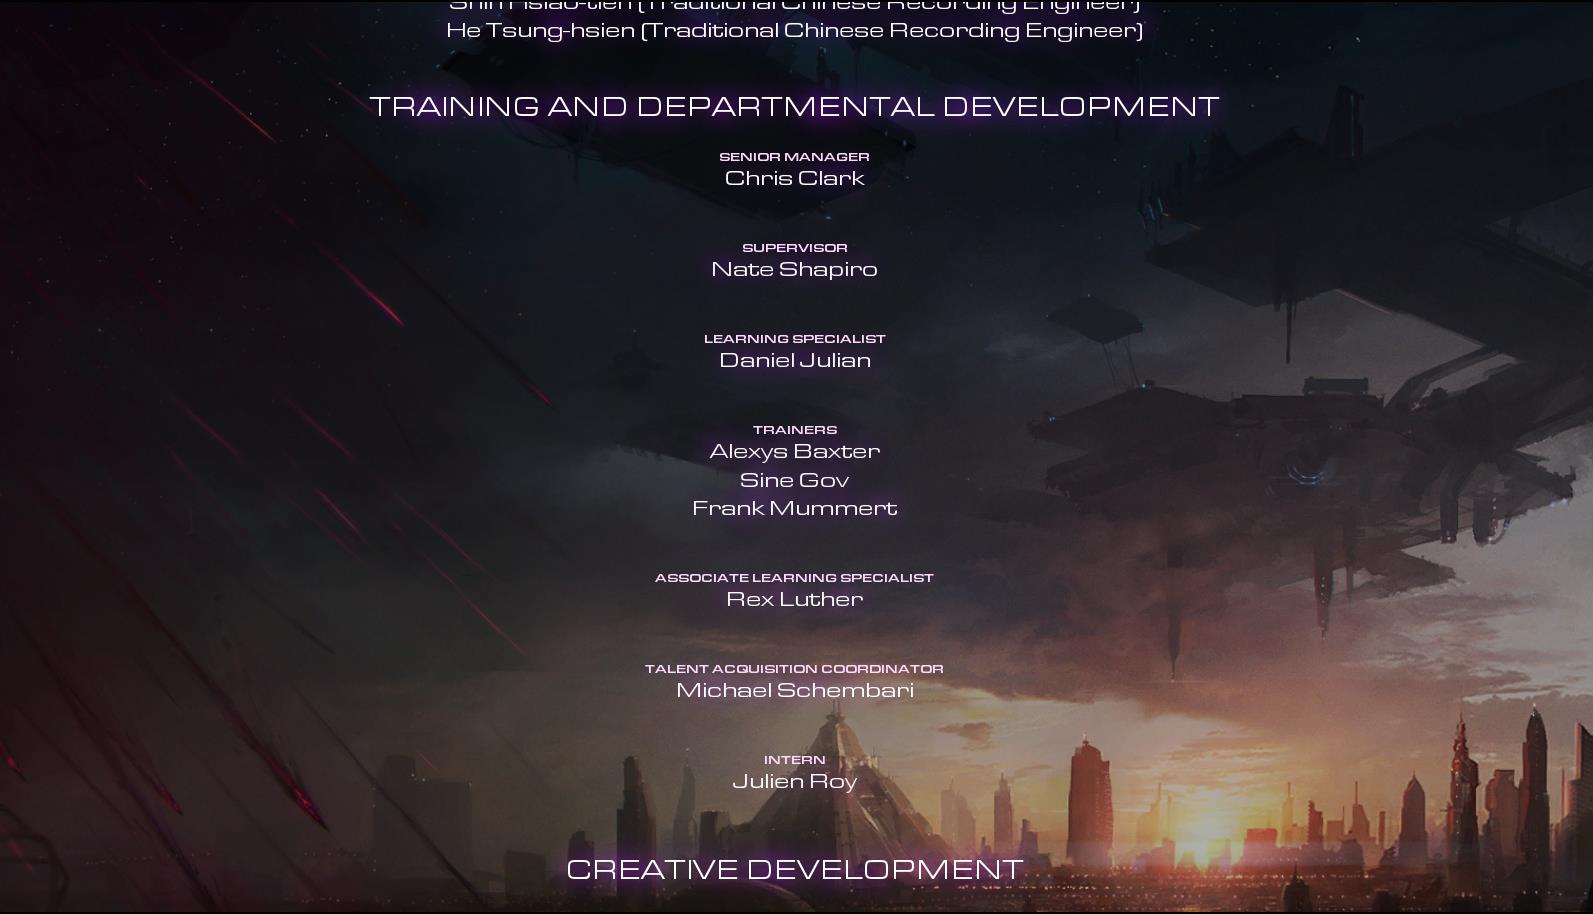 Shih Hsiao-tien (Traditional Chinese Recording Engineer)
He Tsung-hsien (Traditional Chinese Recording Engineer)
TRAINING AND DEPARTMENTAL DEVELOPMENT
SENIOR MANAGER
Chris Clark
SUPERVISOR
Nate Shapiro
LEARNING SPECIALIST
Daniel Julian
TRAINERS
Alexys Baxter
Sine Gov
Frank Mummert
ASSOCIATE LEARNING SPECIALIST
Rex Luther
TALENT ACQUISITION COORDINATOR
Michael Schembari
INTERN
Julien Roy
CREATIVE DEVELOPMENT